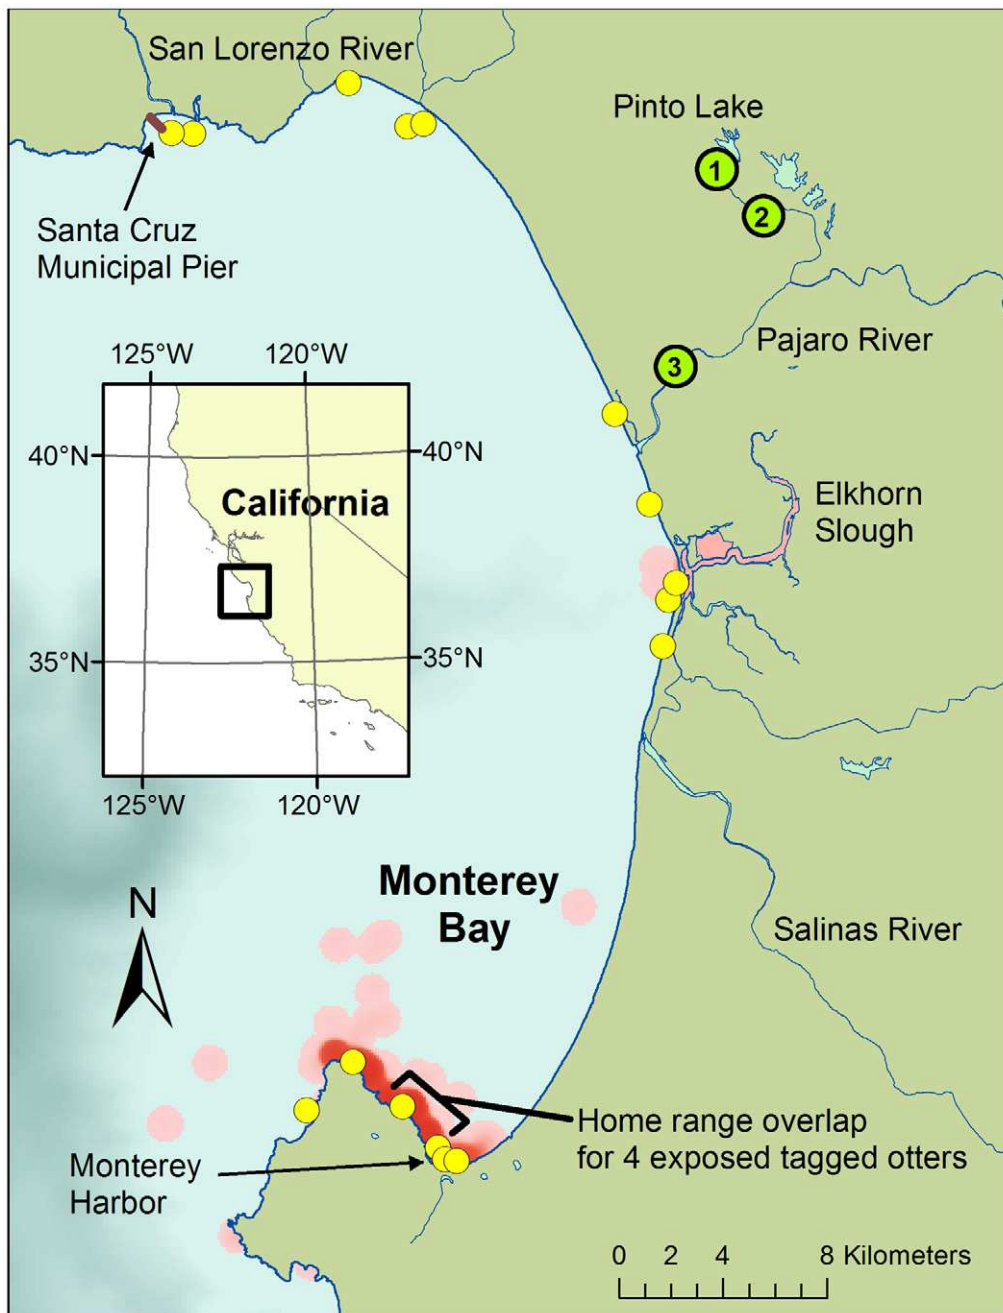 San Lorenzo River
Pinto Lake
1
2
Santa Cruz
Municipal Pier
Pajaro River
3
125°W
120°W
40°N
40°N
California
Elkhorn
Slough
35°N
35°N
125°W
120°W
Monterey
Bay
N
Salinas River
Home range overlap
for 4 exposed tagged otters
Monterey
Harbor
0 2 4 8 Kilometers